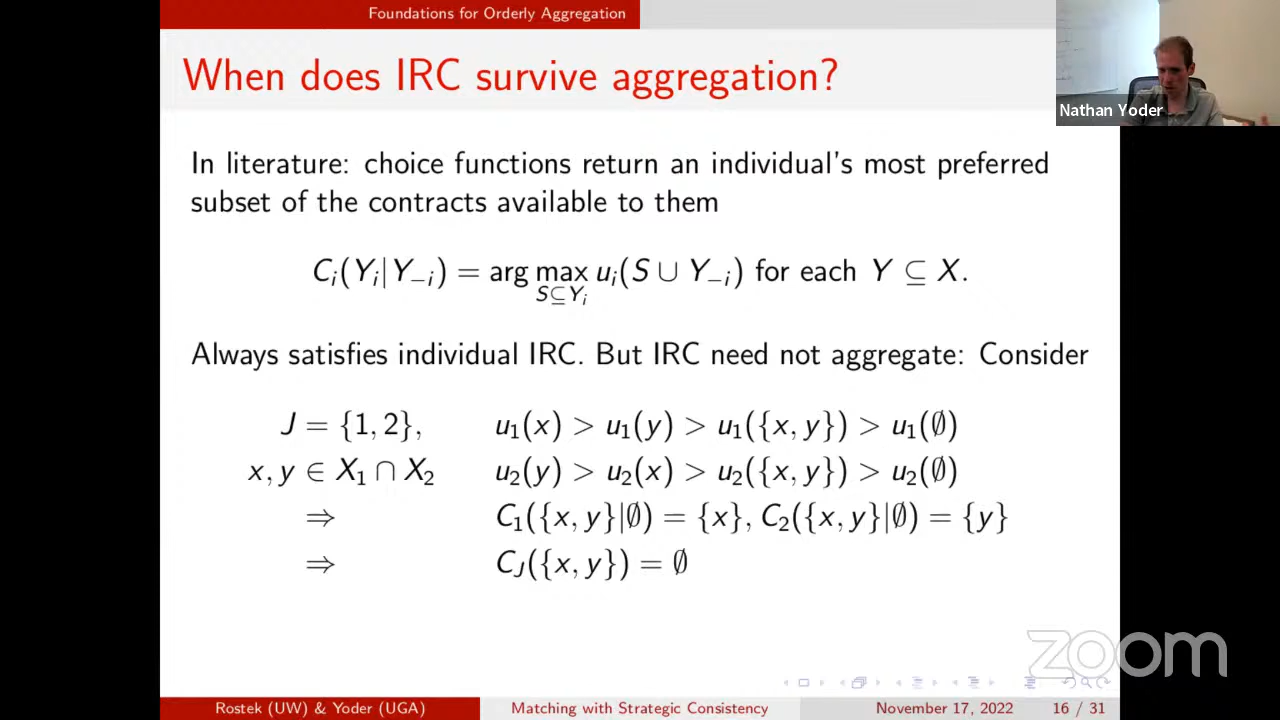 Foundations for Orderly Aggregation
When does IRC survive aggregation?
Nathan Yoder
In literature: choice functions return an individual's most preferred
subset of the contracts available to them
C_i(Y_i|Y_{-i}) = arg max_{S⊆Y_i} u_i(S ∪ Y_{-i}) for each Y ⊆ X.
Always satisfies individual IRC. But IRC need not aggregate: Consider
J = {1, 2}, u_1(x) > u_1(y) > u_1({x, y}) > u_1(∅)
x, y ∈ X_1 ∩ X_2 u_2(y) > u_2(x) > u_2({x, y}) > u_2(∅)
⇒ C_1({x, y}|∅) = {x}, C_2({x, y}|∅) = {y}
⇒ C_J({x, y}) = ∅
zoom
Rostek (UW) & Yoder (UGA) Matching with Strategic Consistency November 17, 2022 16 / 31